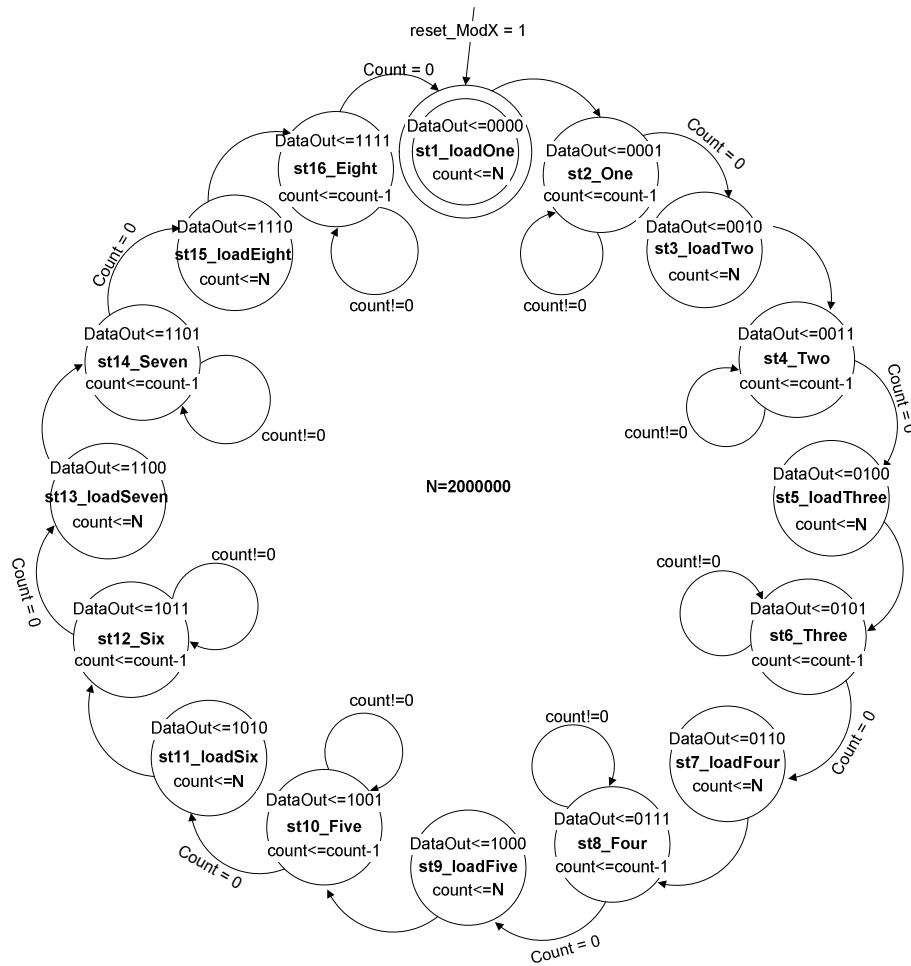 reset_ModX = 1
Count = 0
DataOut<=0000
st1_loadOne
count<=N
DataOut<=0001
st2_One
count<=count-1
count!=0
Count = 0
DataOut<=0010
st3_loadTwo
count<=N
DataOut<=0011
st4_Two
count<=count-1
count!=0
Count = 0
DataOut<=0100
st5_loadThree
count<=N
DataOut<=0101
st6_Three
count<=count-1
count!=0
Count = 0
DataOut<=0110
st7_loadFour
count<=N
DataOut<=0111
st8_Four
count<=count-1
count!=0
Count = 0
DataOut<=1000
st9_loadFive
count<=N
DataOut<=1001
st10_Five
count<=count-1
count!=0
Count = 0
DataOut<=1010
st11_loadSix
count<=N
DataOut<=1011
st12_Six
count<=count-1
count!=0
Count = 0
DataOut<=1100
st13_loadSeven
count<=N
DataOut<=1101
st14_Seven
count<=count-1
count!=0
Count = 0
DataOut<=1110
st15_loadEight
count<=N
DataOut<=1111
st16_Eight
count<=count-1
count!=0
N=2000000